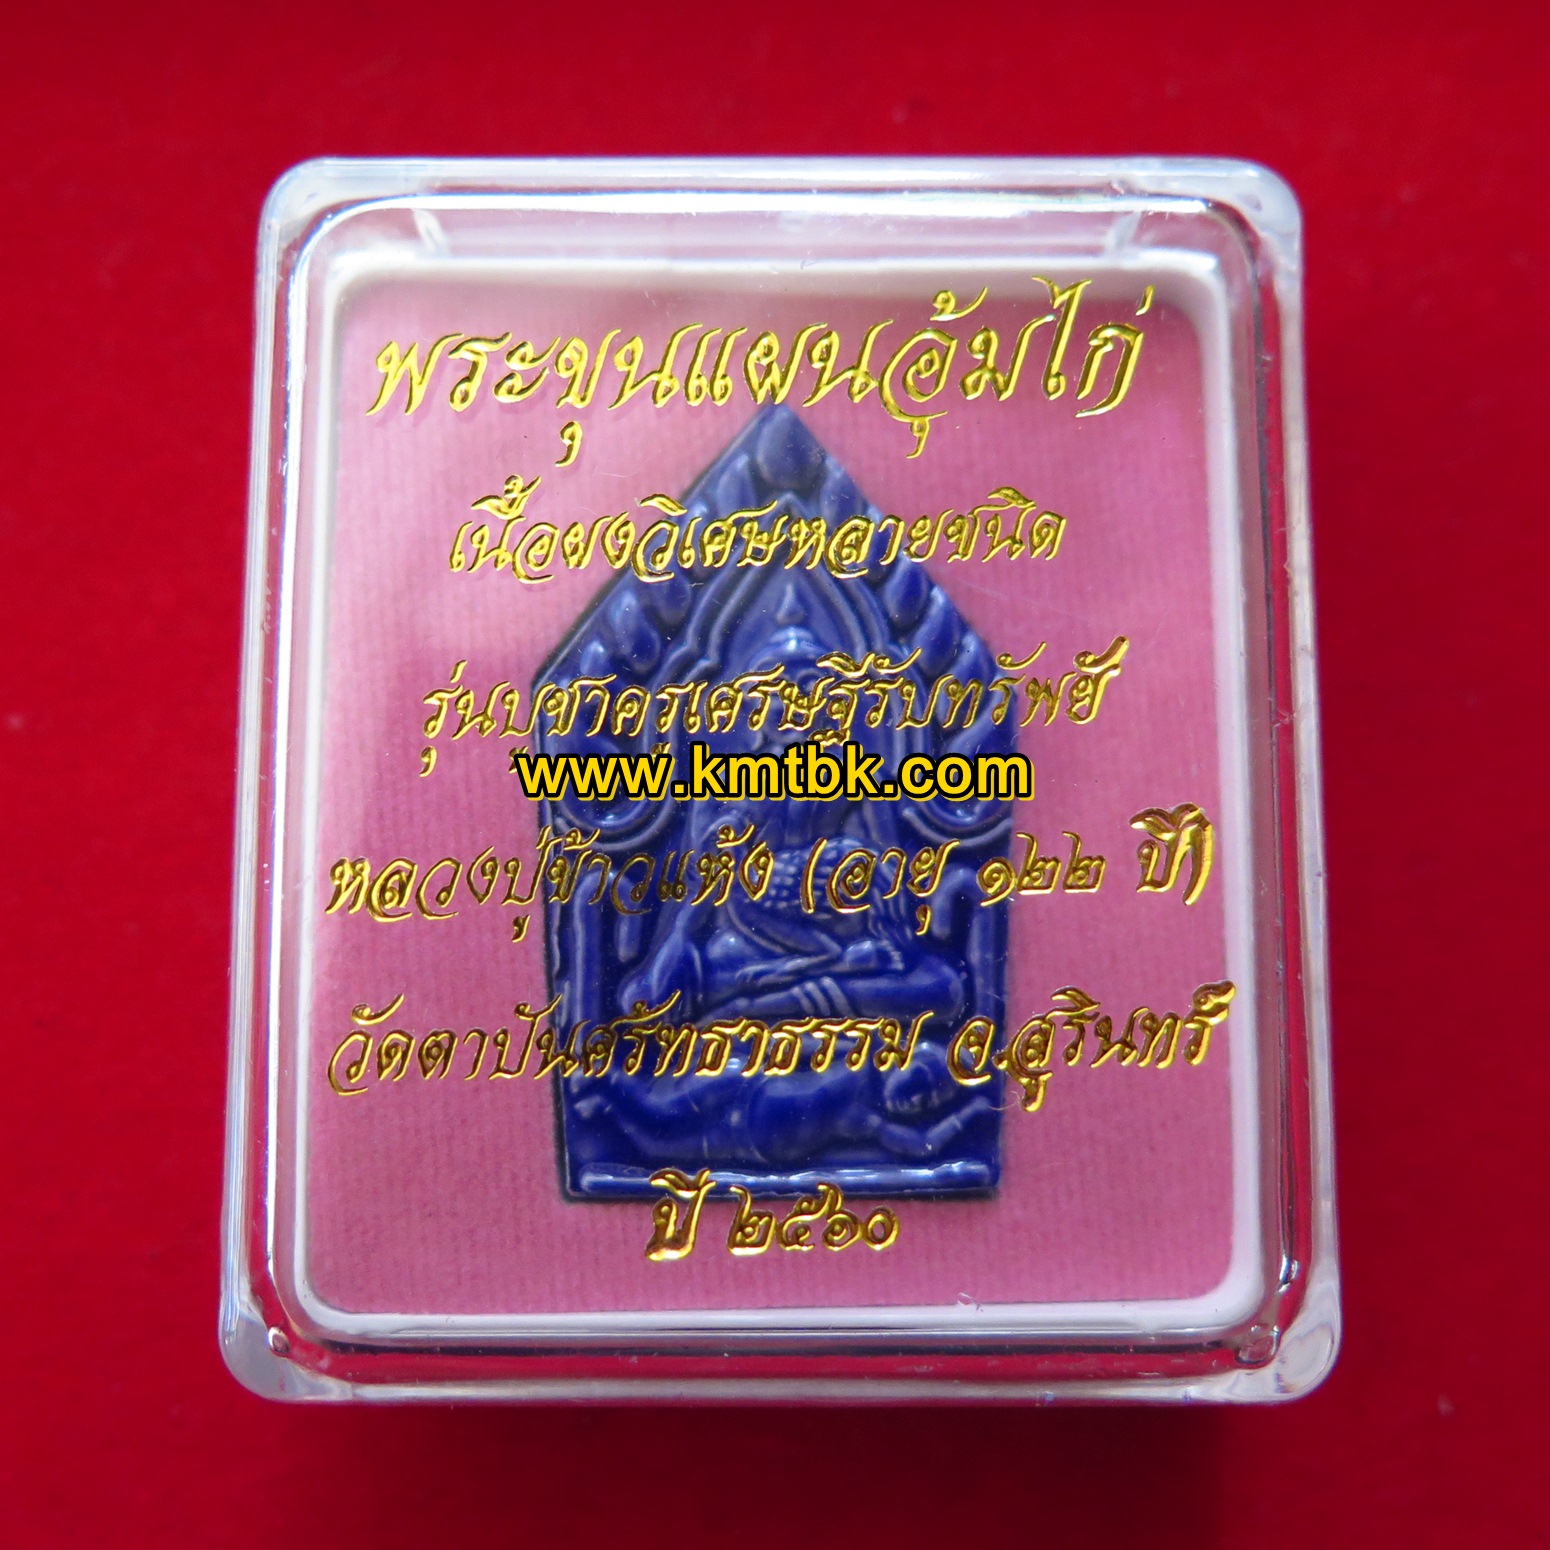 พระขุนแผนอุ้มไก่
เนื้อผงวิเศษหลายชนิด
รุ่นบูชาครูเศรษฐีรับทรัพย์
www.kmtbk.com
หลวงปู่ข้าวแห้ง (อายุ ๑๒๒ ปี)
วัดตาปันศรัทธาธรรม จ.สุรินทร์
ปี ๒๕๖๐